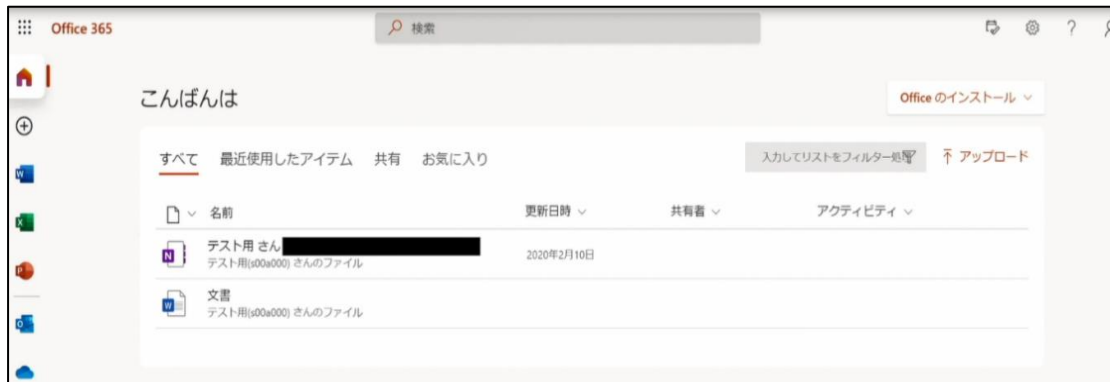 Office 365
検索
こんばんは
Office のインストール
すべて 最近使用したアイテム 共有 お気に入り
入力してリストをフィルター処理
アップロード
名前 更新日時 共有者 アクティビティ
テスト用 さん
2020年2月10日
テスト用(s00a000) さんのファイル
文書
テスト用(s00a000) さんのファイル